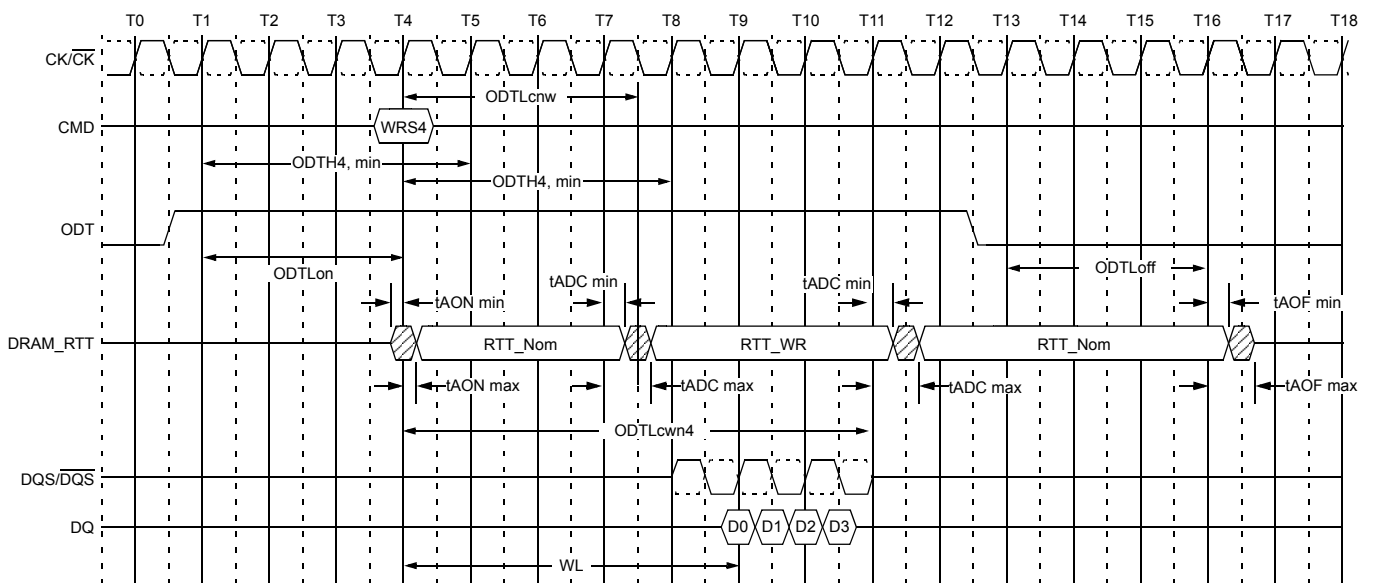 T0 T1 T2 T3 T4 T5 T6 T7 T8 T9 T10 T11 T12 T13 T14 T15 T16 T17 T18
CK/C̅K̅
ODTLcnw
CMD
WRS4
ODTH4, min
ODTH4, min
ODT
ODTLon
ODTLoff
tADC min
tADC min
tAON min
tAOF min
DRAM_RTT
RTT_Nom
RTT_WR
RTT_Nom
tAON max
tADC max
tADC max
tAOF max
ODTLcwn4
DQS/D̅Q̅S̅
DQ
D0 D1 D2 D3
WL